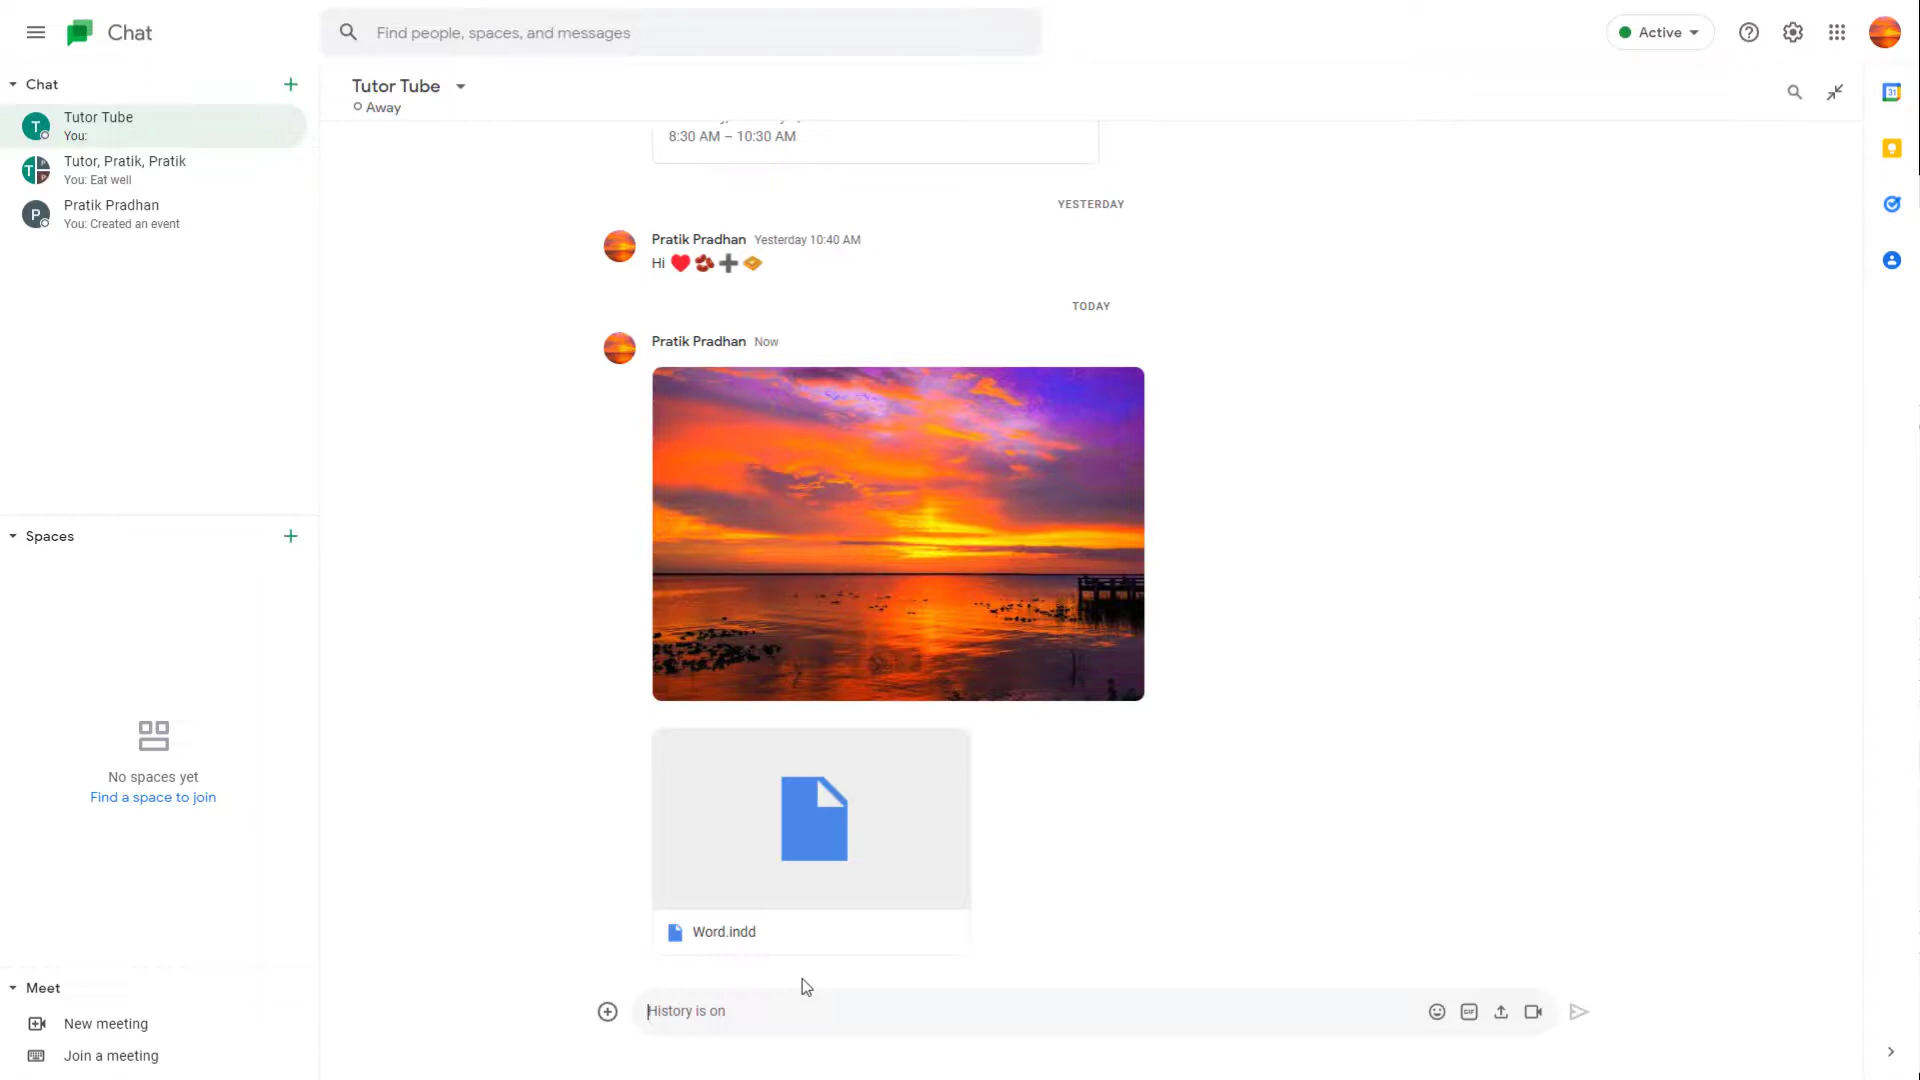 Chat
Find people, spaces, and messages
Active
Chat
Tutor Tube
You:
Tutor, Pratik, Pratik
You: Eat well
Pratik Pradhan
You: Created an event
Spaces
No spaces yet
Find a space to join
Meet
New meeting
Join a meeting
Tutor Tube
Away
8:30 AM – 10:30 AM
YESTERDAY
Pratik Pradhan Yesterday 10:40 AM
Hi ❤️🫘➕🧇
TODAY
Pratik Pradhan Now
Word.indd
History is on
GIF
31
T
T
P
P
P